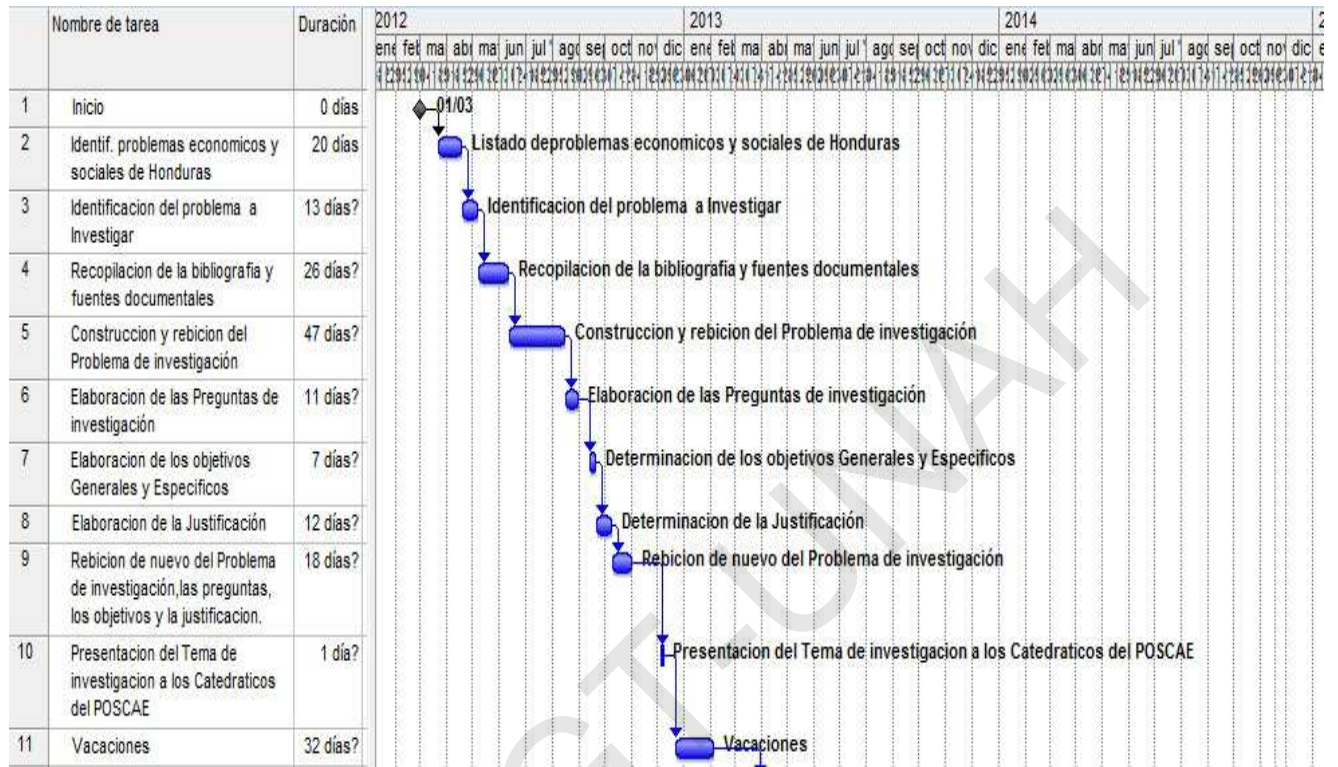 Nombre de tarea Duración 2012 2013 2014 2
ene feb ma abr ma jun jul ago sep oct nov dic ene feb ma abr ma jun jul ago sep oct nov dic ene feb ma abr ma jun jul ago sep oct nov dic e
1 Inicio 0 días 01/03
2 Identif. problemas economicos y 20 días Listado deproblemas economicos y sociales de Honduras
sociales de Honduras
3 Identificacion del problema a 13 días? Identificacion del problema a Investigar
Investigar
4 Recopilacion de la bibliografia y 26 días? Recopilacion de la bibliografia y fuentes documentales
fuentes documentales
5 Construccion y rebicion del 47 días? Construccion y rebicion del Problema de investigación
Problema de investigación
6 Elaboracion de las Preguntas de 11 días? Elaboracion de las Preguntas de investigación
investigación
7 Elaboracion de los objetivos 7 días? Determinacion de los objetivos Generales y Especificos
Generales y Especificos
8 Elaboracion de la Justificación 12 días? Determinacion de la Justificación
9 Rebicion de nuevo del Problema 18 días? Rebicion de nuevo del Problema de investigación
de investigación,las preguntas,
los objetivos y la justificacion.
10 Presentacion del Tema de 1 día? Presentacion del Tema de investigacion a los Catedraticos del POSCAE
investigacion a los Catedraticos
del POSCAE
11 Vacaciones 32 días? Vacaciones
GT-UNAH